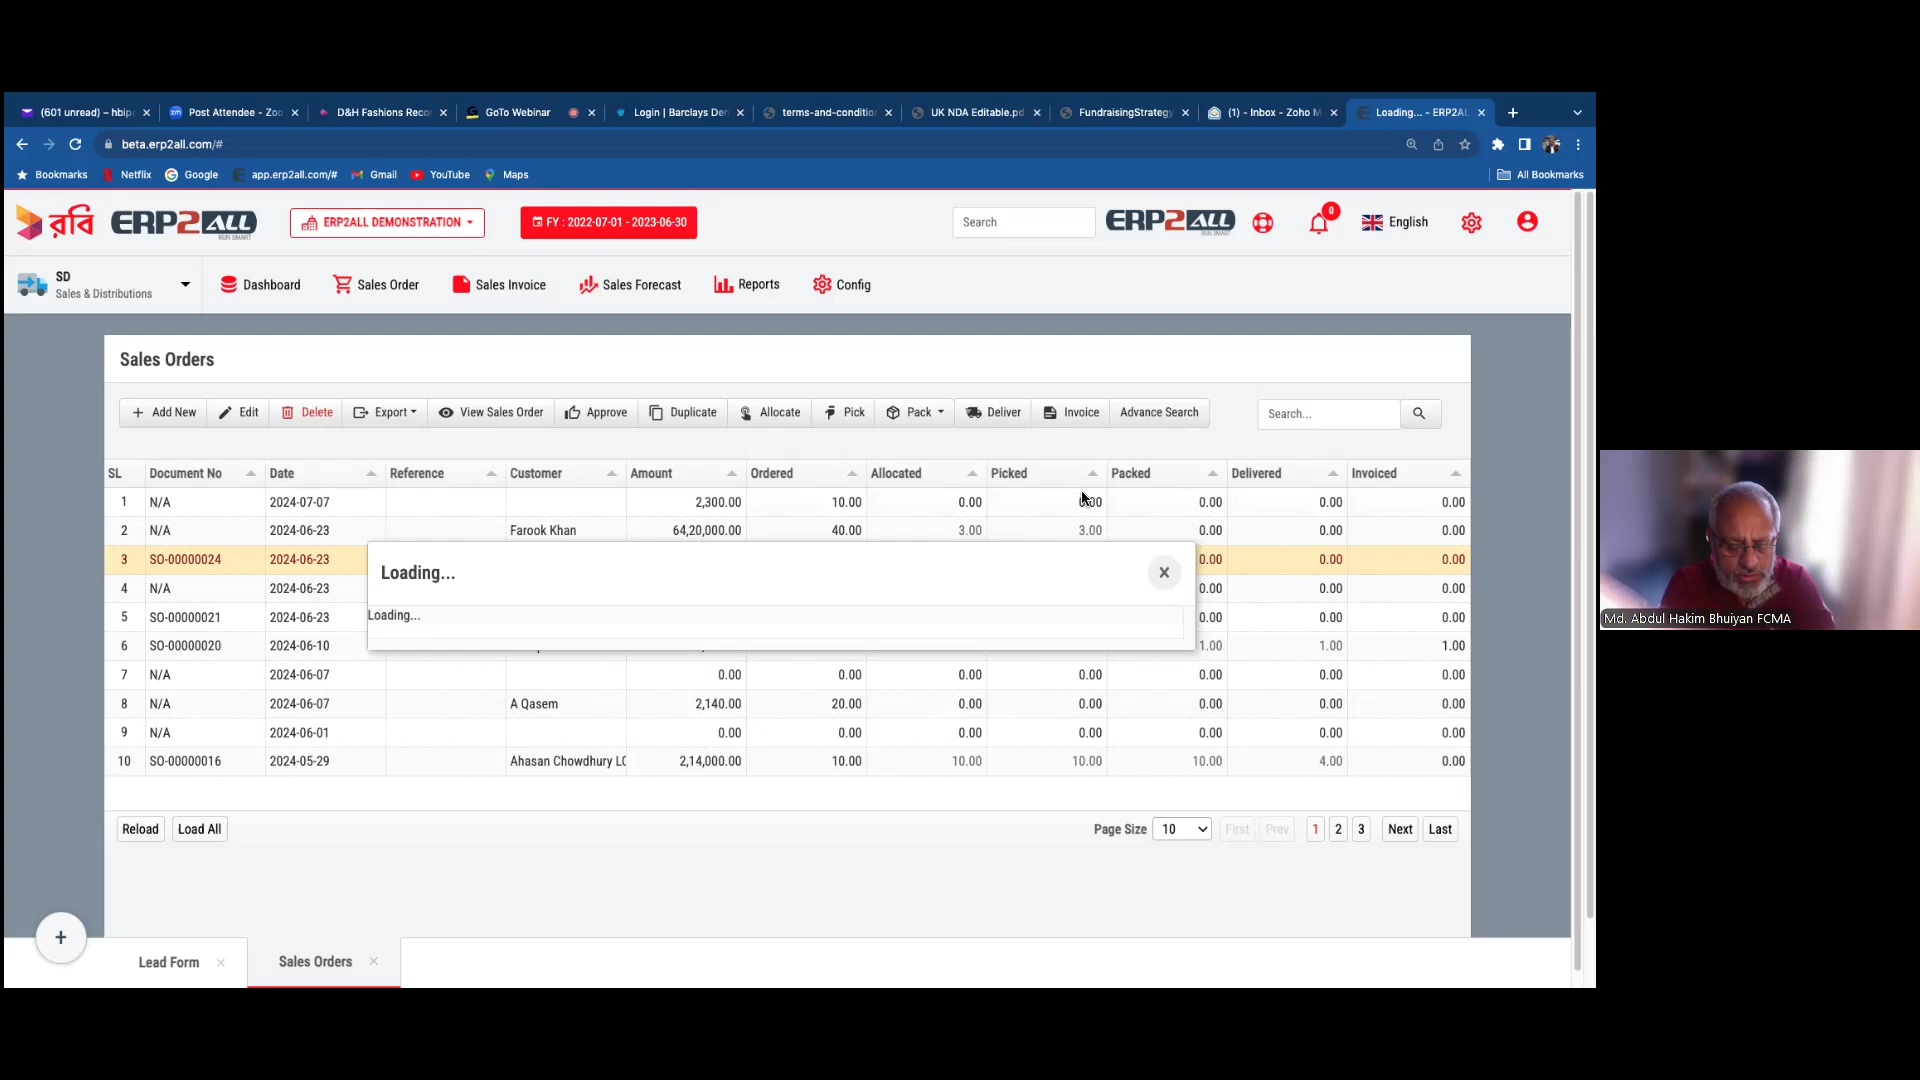 (601 unread) – hbip
Post Attendee - Zoo
D&H Fashions Reco
GoTo Webinar
Login | Barclays De
terms-and-conditio
UK NDA Editable.pd
FundraisingStrategy
(1) - Inbox - Zoho M
Loading... - ERP2AL
beta.erp2all.com/#
Bookmarks
Netflix
Google
app.erp2all.com/#
Gmail
YouTube
Maps
All Bookmarks
রবি
ERP2ALL
RUN SMART
ERP2ALL DEMONSTRATION
FY : 2022-07-01 - 2023-06-30
Search
ERP2ALL
RUN SMART
0
English
SD
Sales & Distributions
Dashboard
Sales Order
Sales Invoice
Sales Forecast
Reports
Config
Sales Orders
Add New
Edit
Delete
Export
View Sales Order
Approve
Duplicate
Allocate
Pick
Pack
Deliver
Invoice
Advance Search
Search...
SL Document No Date Reference Customer Amount Ordered Allocated Picked Packed Delivered Invoiced
1 N/A 2024-07-07 2,300.00 10.00 0.00 0.00 0.00 0.00
2 N/A 2024-06-23 Farook Khan 64,20,000.00 40.00 3.00 3.00 0.00 0.00 0.00
3 SO-00000024 2024-06-23 0.00 0.00 0.00
Loading...
4 N/A 2024-06-23 0.00 0.00 0.00
Loading...
5 SO-00000021 2024-06-23 0.00 0.00 0.00
6 SO-00000020 2024-06-10 1.00 1.00 1.00
7 N/A 2024-06-07 0.00 0.00 0.00 0.00 0.00 0.00 0.00
8 N/A 2024-06-07 A Qasem 2,140.00 20.00 0.00 0.00 0.00 0.00 0.00
9 N/A 2024-06-01 0.00 0.00 0.00 0.00 0.00 0.00 0.00
10 SO-00000016 2024-05-29 Ahasan Chowdhury LC 2,14,000.00 10.00 10.00 10.00 10.00 4.00 0.00
Reload
Load All
Page Size 10 First Prev 1 2 3 Next Last
Lead Form
Sales Orders
Md. Abdul Hakim Bhuiyan FCMA